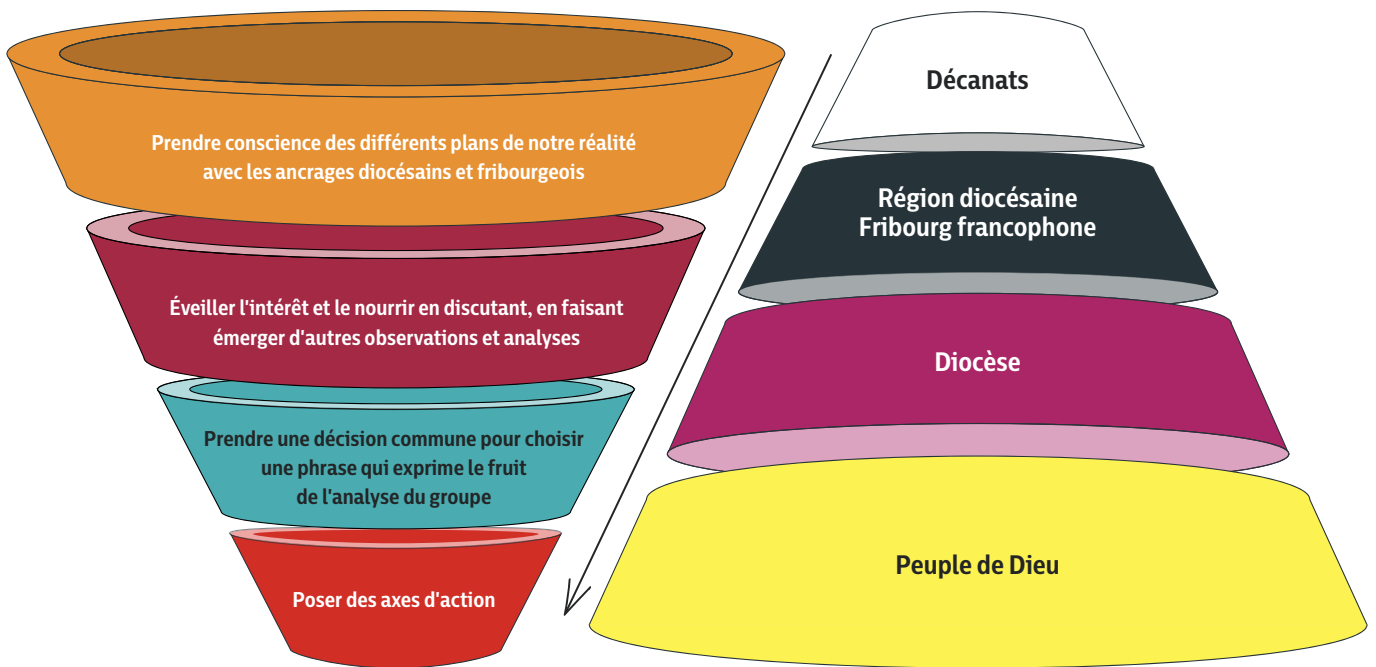 Prendre conscience des différents plans de notre réalité
avec les ancrages diocésains et fribourgeois
Éveiller l'intérêt et le nourrir en discutant, en faisant
émerger d'autres observations et analyses
Prendre une décision commune pour choisir
une phrase qui exprime le fruit
de l'analyse du groupe
Poser des axes d'action
Décanats
Région diocésaine
Fribourg francophone
Diocèse
Peuple de Dieu